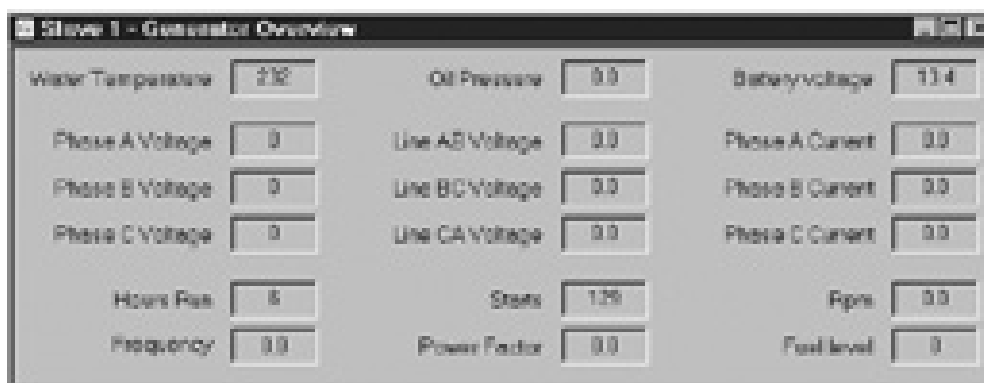 Slave 1 - Generator Overview
Water Temperature 232 Oil Pressure 0.0 Battery voltage 13.4
Phase A Voltage 0 Line AB Voltage 0.0 Phase A Current 0.0
Phase B Voltage 0 Line BC Voltage 0.0 Phase B Current 0.0
Phase C Voltage 0 Line CA Voltage 0.0 Phase C Current 0.0
Hours Run 6 Starts 129 Rpm 0.0
Frequency 0.0 Power Factor 0.0 Fuel level 0